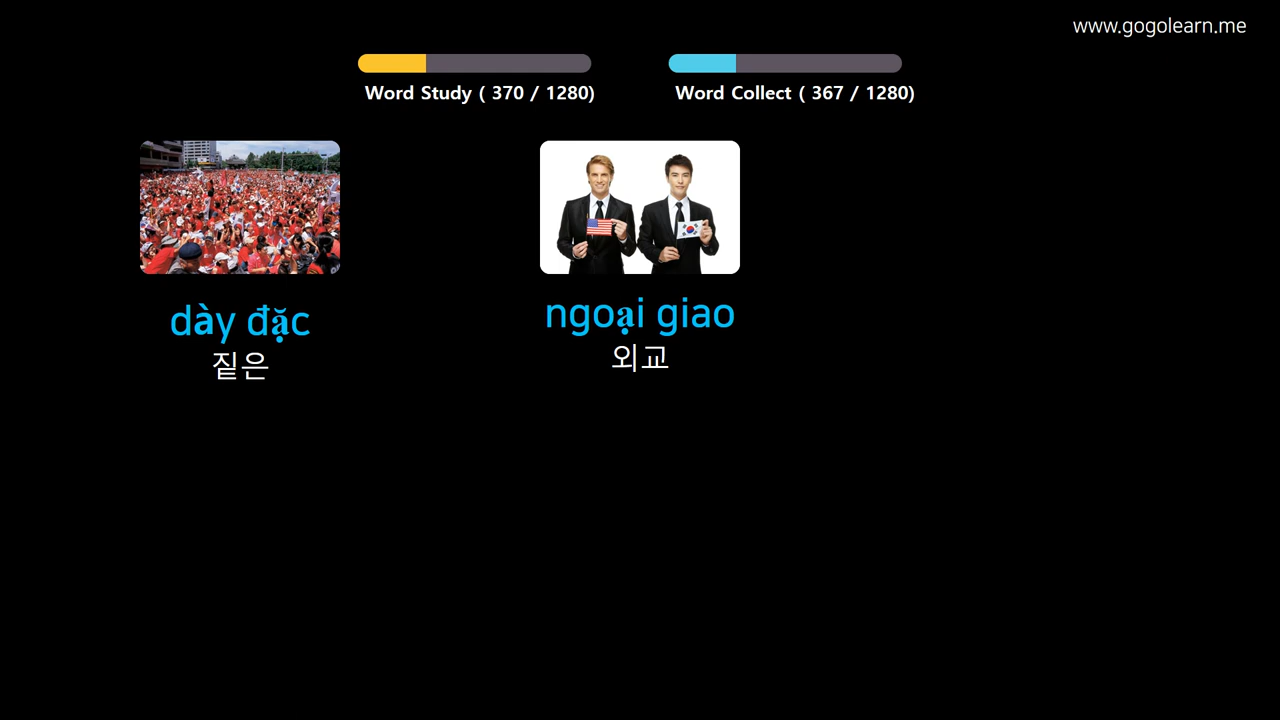 www.gogolearn.me
Word Study ( 370 / 1280)
Word Collect ( 367 / 1280)
dày đặc
짙은
ngoại giao
외교